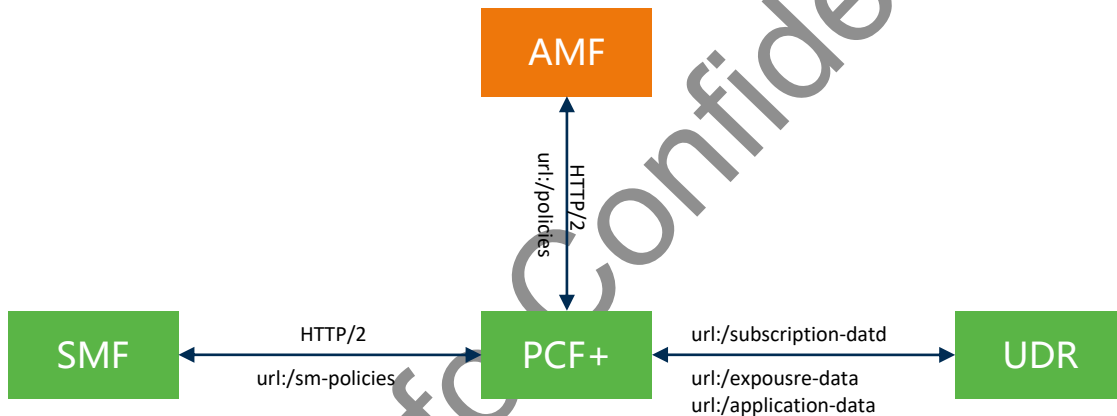 AMF
HTTP/2
url:/policies
SMF
HTTP/2
url:/sm-policies
PCF+
url:/subscription-datd
url:/expousre-data
url:/application-data
UDR